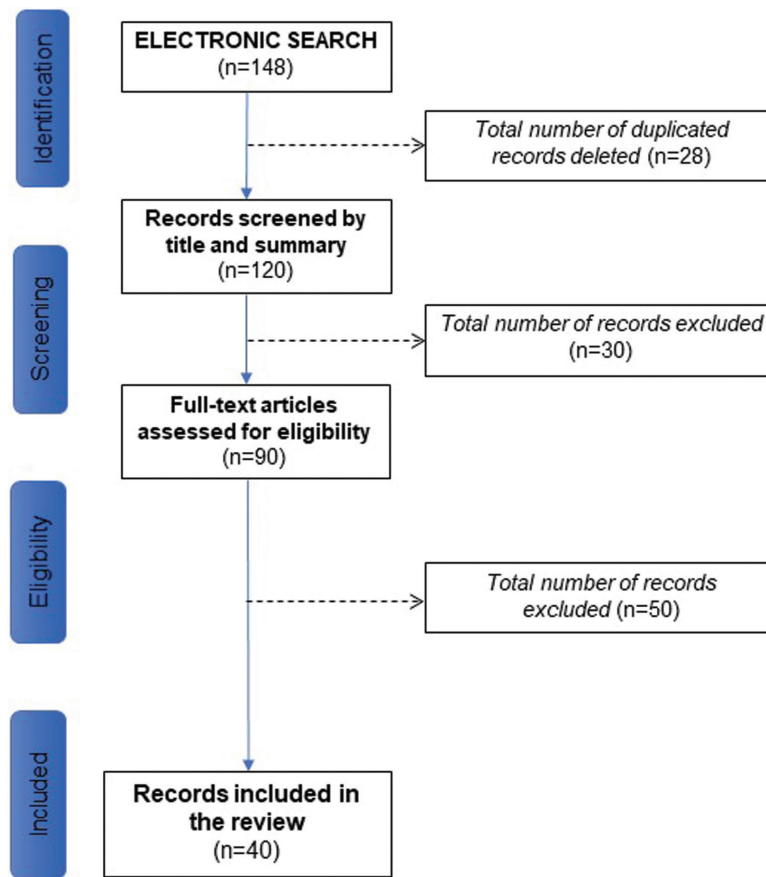 Identification
ELECTRONIC SEARCH
(n=148)
Total number of duplicated
records deleted (n=28)
Records screened by
title and summary
(n=120)
Screening
Total number of records excluded
(n=30)
Full-text articles
assessed for eligibility
(n=90)
Eligibility
Total number of records
excluded (n=50)
Included
Records included in
the review
(n=40)